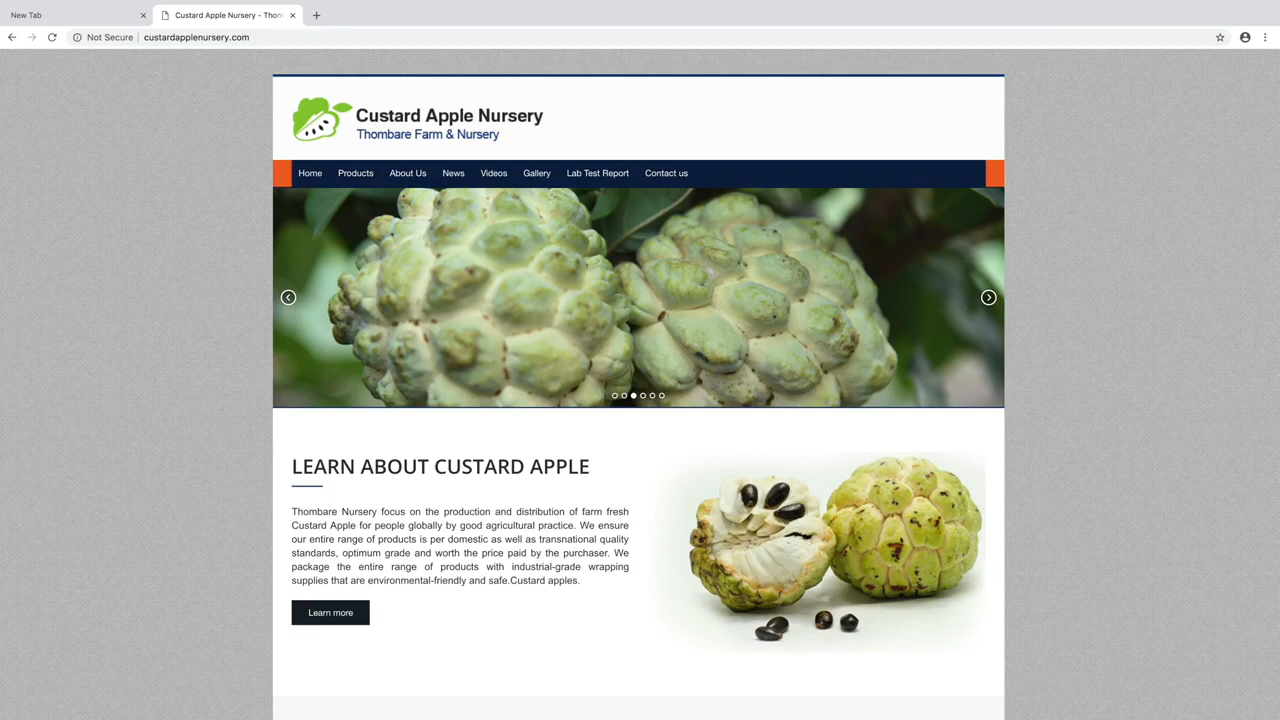 New Tab
Custard Apple Nursery - Thom
Not Secure
custardapplenursery.com
Custard Apple Nursery
Thombare Farm & Nursery
Home Products About Us News Videos Gallery Lab Test Report Contact us
LEARN ABOUT CUSTARD APPLE
Thombare Nursery focus on the production and distribution of farm fresh
Custard Apple for people globally by good agricultural practice. We ensure
our entire range of products is per domestic as well as transnational quality
standards, optimum grade and worth the price paid by the purchaser. We
package the entire range of products with industrial-grade wrapping
supplies that are environmental-friendly and safe.Custard apples.
Learn more